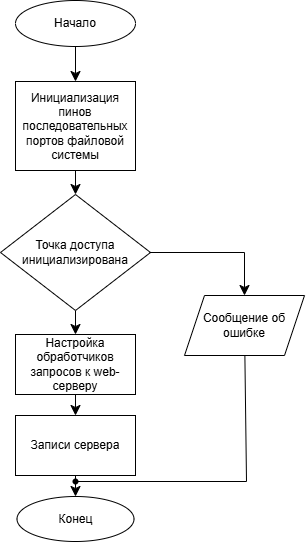 Начало
Инициализация
пинов
последовательных
портов файловой
системы
Точка доступа
инициализирована
Сообщение об
ошибке
Настройка
обработчиков
запросов к web-
серверу
Записи сервера
Конец